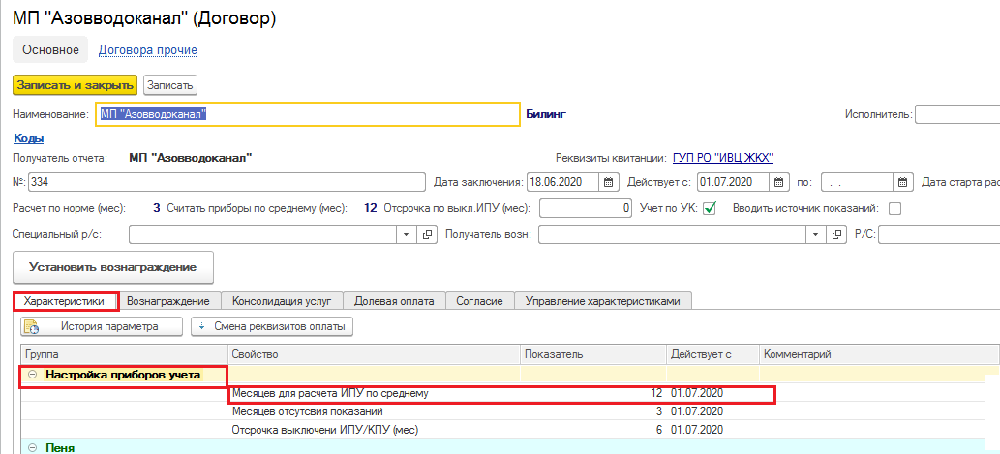 МП "Азовводоканал" (Договор)
Основное Договора прочие
Записать и закрыть Записать
Наименование: МП "Азовводоканал" Билинг Исполнитель:
Коды
Получатель отчета: МП "Азовводоканал" Реквизиты квитанции: ГУП РО "ИВЦ ЖКХ"
№: 334 Дата заключения: 18.06.2020 Действует с: 01.07.2020 по: . . Дата старта рас
Расчет по норме (мес): 3 Считать приборы по среднему (мес): 12 Отсрочка по выкл.ИПУ (мес): 0 Учет по УК: Вводить источник показаний:
Специальный р/с: Получатель возн: Р/С:
Установить вознаграждение
Характеристики Вознаграждение Консолидация услуг Долевая оплата Согласие Управление характеристиками
История параметра Смена реквизитов оплаты
Группа Свойство Показатель Действует с Комментарий
Настройка приборов учета
Месяцев для расчета ИПУ по среднему 12 01.07.2020
Месяцев отсутсвия показаний 3 01.07.2020
Отсрочка выключени ИПУ/КПУ (мес) 6 01.07.2020
Пеня